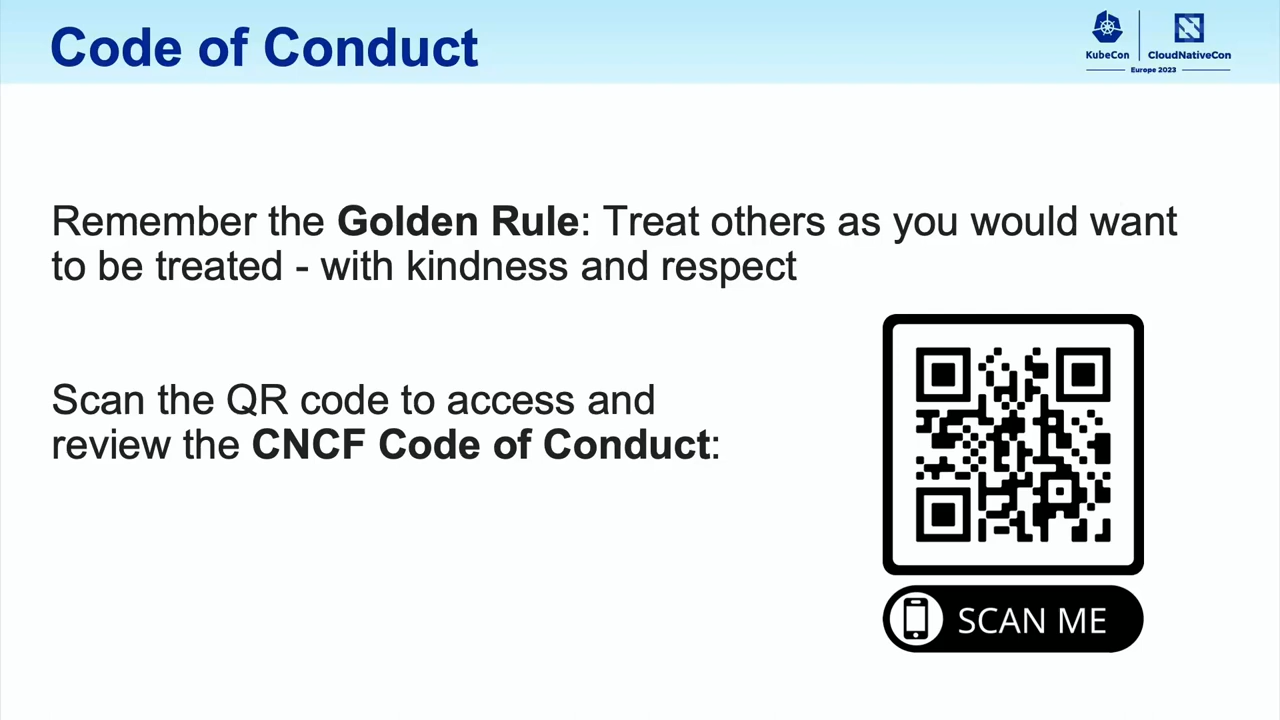 Code of Conduct
KubeCon
CloudNativeCon
Europe 2023
Remember the Golden Rule: Treat others as you would want
to be treated - with kindness and respect
Scan the QR code to access and
review the CNCF Code of Conduct:
SCAN ME